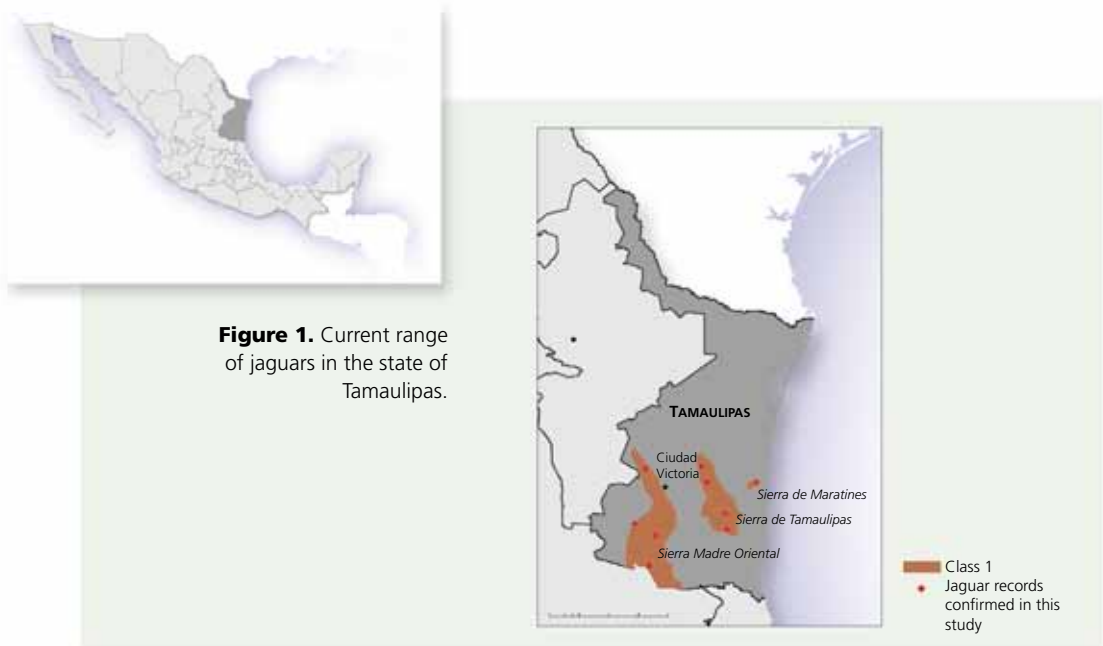 Figure 1. Current range
of jaguars in the state of
Tamaulipas.
TAMAULIPAS
Ciudad
Victoria
Sierra de Maratines
Sierra de Tamaulipas
Sierra Madre Oriental
Class 1
Jaguar records
confirmed in this
study